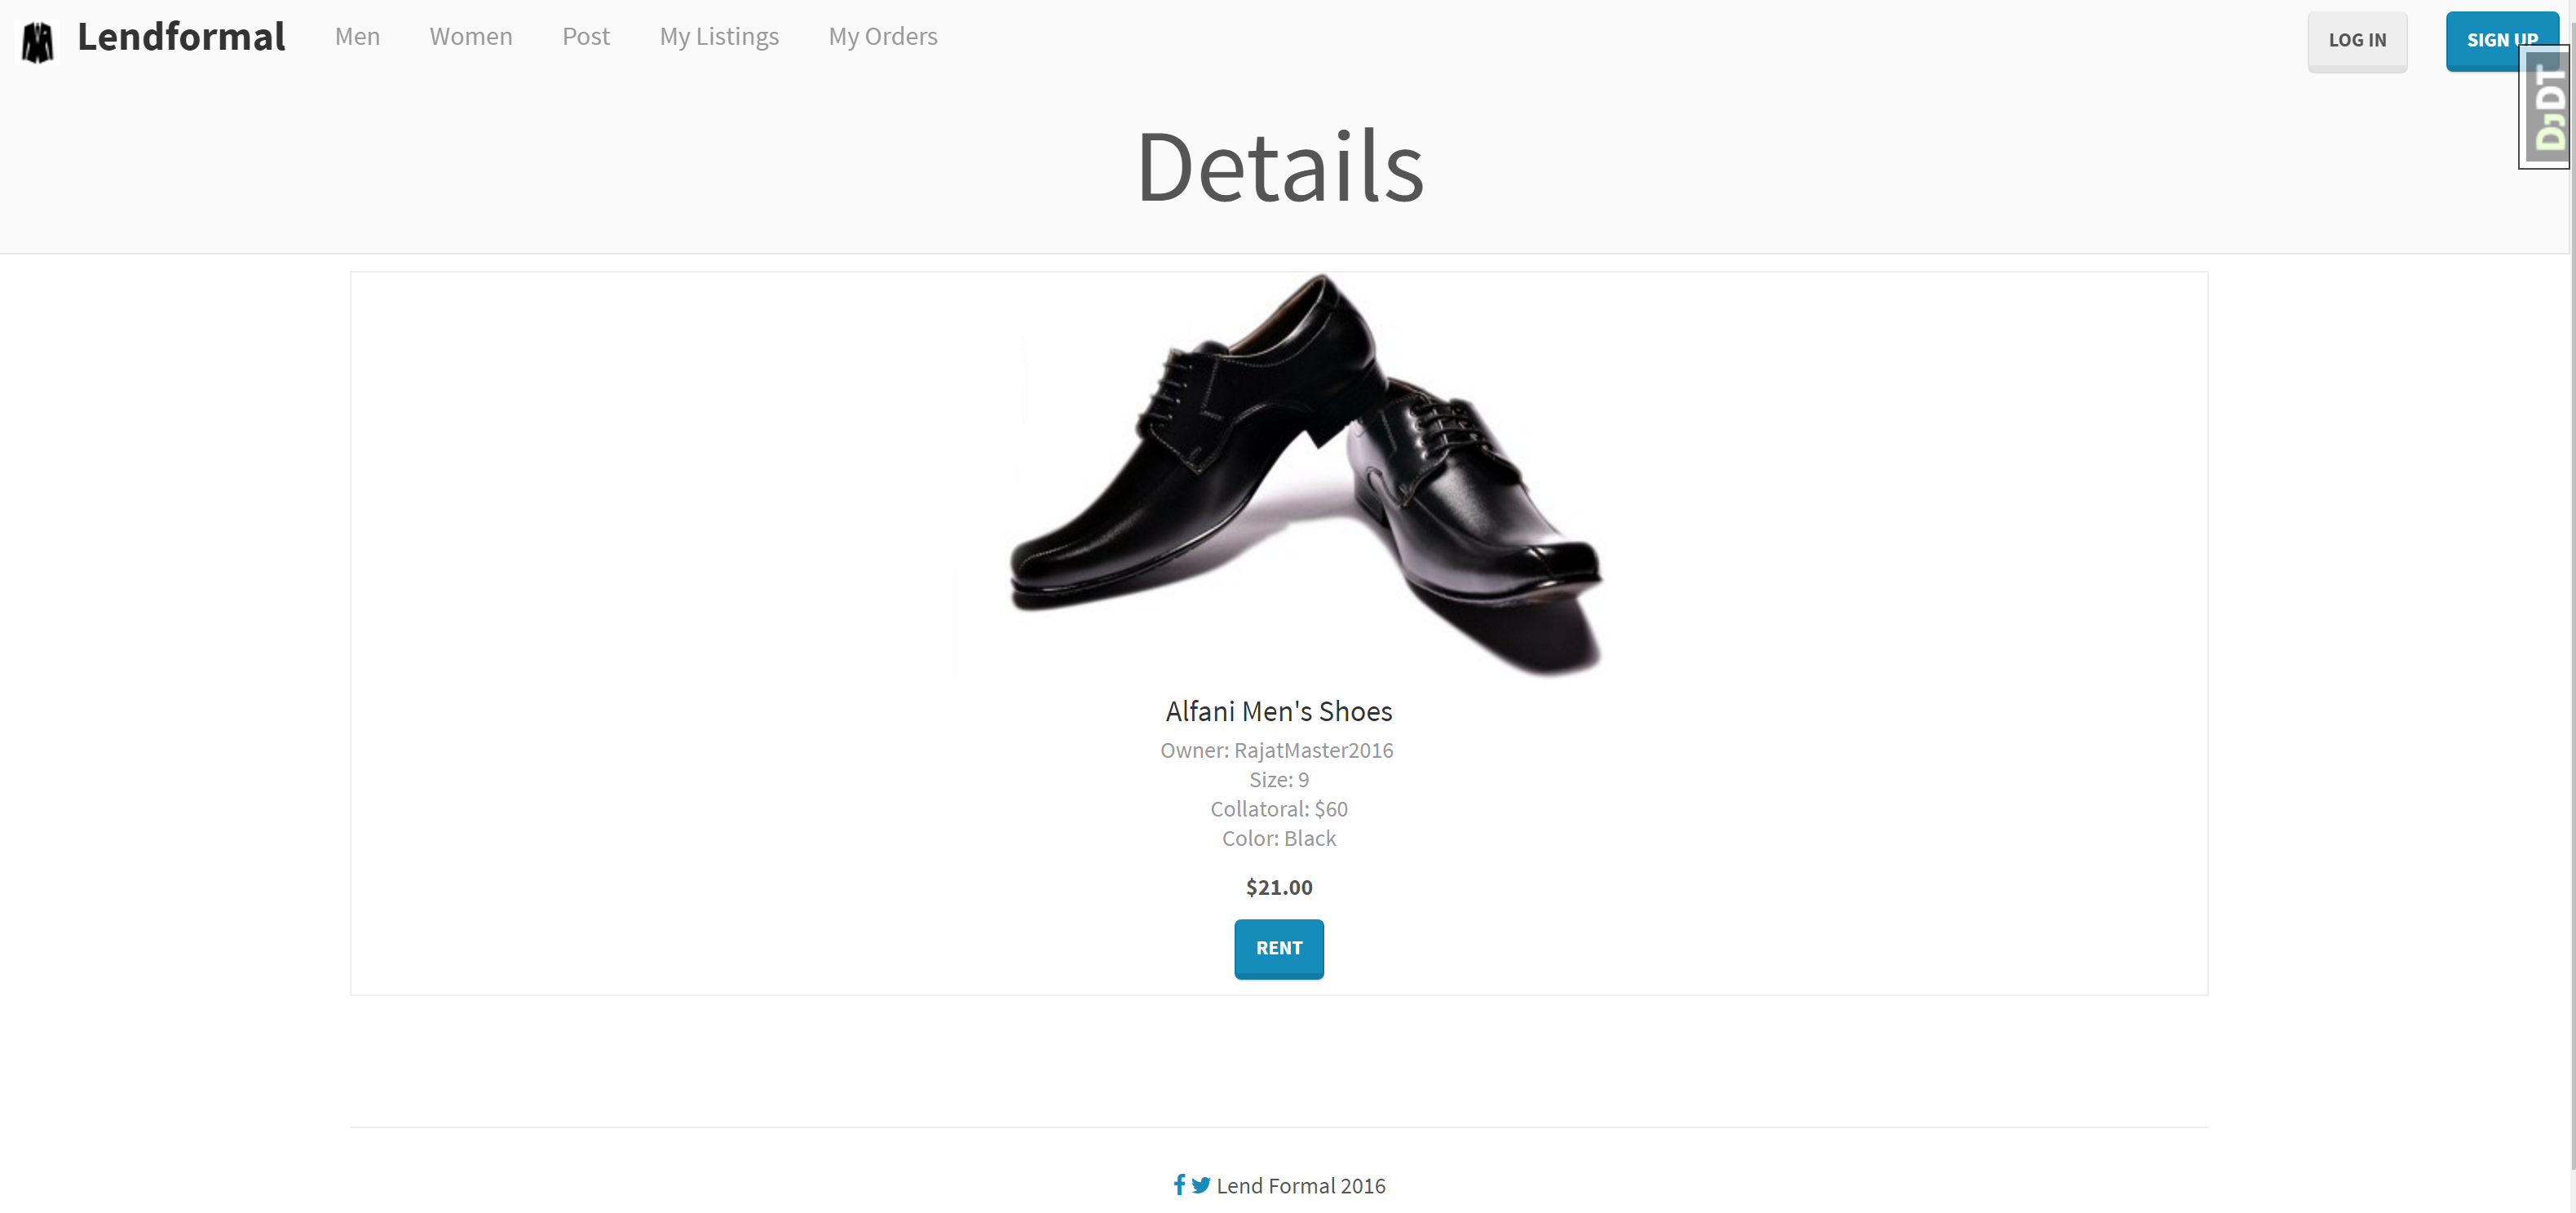 Lendformal
Men
Women
Post
My Listings
My Orders
LOG IN
SIGN UP
DjDT
Details
Alfani Men's Shoes
Owner: RajatMaster2016
Size: 9
Collatoral: $60
Color: Black
$21.00
RENT
Lend Formal 2016